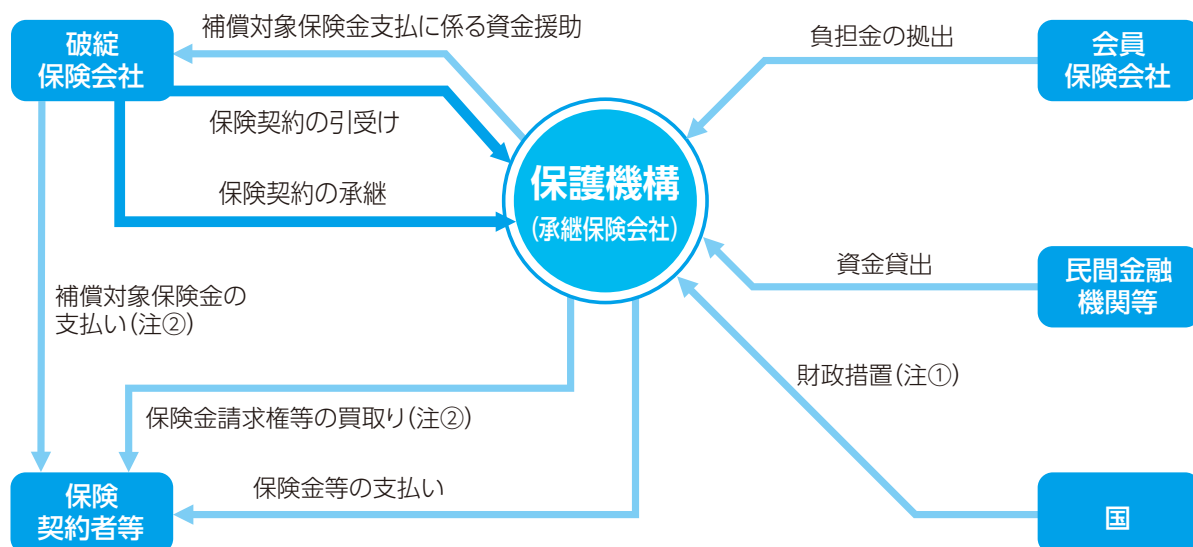 補償対象保険金支払に係る資金援助
破綻
保険会社
負担金の拠出
会員
保険会社
保険契約の引受け
保護機構
(承継保険会社)
保険契約の承継
資金貸出
民間金融
機関等
補償対象保険金の
支払い(注②)
財政措置(注①)
保険金請求権等の買取り(注②)
保険金等の支払い
保険
契約者等
国